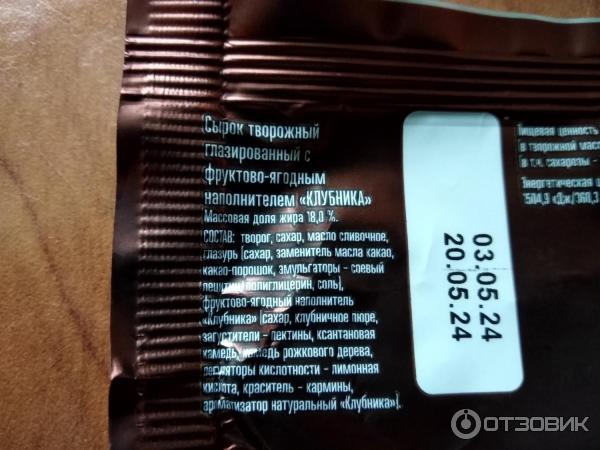 Сырок творожный
глазированный с
фруктово-ягодным
наполнителем «КЛУБНИКА»
Массовая доля жира 18,0 %.
СОСТАВ: творог, сахар, масло сливочное,
глазурь (сахар, заменитель масла какао,
какао-порошок, эмульгаторы - соевый
лецитин, полиглицерин, соль),
фруктово-ягодный наполнитель
«Клубника» (сахар, клубничное пюре,
загустители - пектины, ксантановая
камедь, камедь рожкового дерева,
регуляторы кислотности - лимонная
кислота, краситель - кармины,
ароматизатор натуральный «Клубника»).
03.05.24
20.05.24
Пищевая ценность
в творожной мас
в т.ч. сахарозы -
Энергетическая ц
1504,9 кДж/360,3
ОТЗОВИК